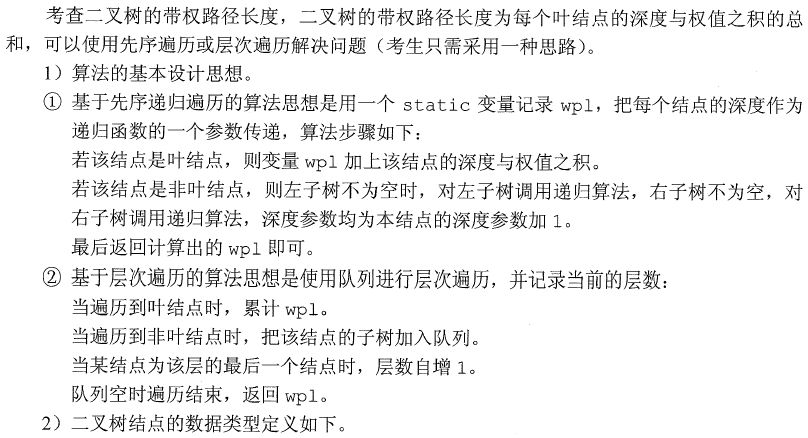 考查二叉树的带权路径长度，二叉树的带权路径长度为每个叶结点的深度与权值之积的总
和，可以使用先序遍历或层次遍历解决问题（考生只需采用一种思路）。
1）算法的基本设计思想。
① 基于先序递归遍历的算法思想是用一个 static 变量记录 wpl，把每个结点的深度作为
递归函数的一个参数传递，算法步骤如下：
若该结点是叶结点，则变量 wpl 加上该结点的深度与权值之积。
若该结点是非叶结点，则左子树不为空时，对左子树调用递归算法，右子树不为空，对
右子树调用递归算法，深度参数均为本结点的深度参数加 1。
最后返回计算出的 wpl 即可。
② 基于层次遍历的算法思想是使用队列进行层次遍历，并记录当前的层数：
当遍历到叶结点时，累计 wpl。
当遍历到非叶结点时，把该结点的子树加入队列。
当某结点为该层的最后一个结点时，层数自增 1。
队列空时遍历结束，返回 wpl。
2）二叉树结点的数据类型定义如下。